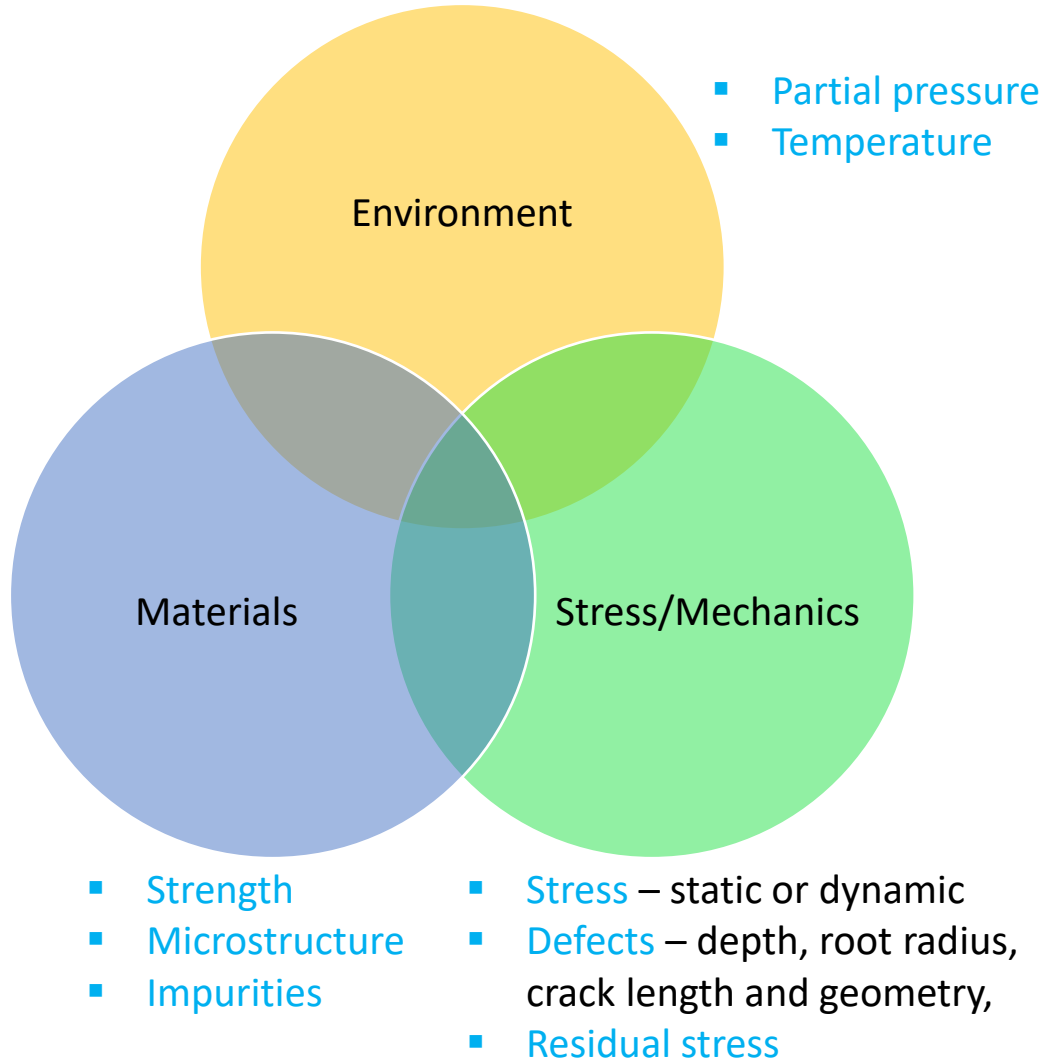 ▪ Partial pressure
▪ Temperature
Environment
Materials
Stress/Mechanics
▪ Strength
▪ Microstructure
▪ Impurities
▪ Stress – static or dynamic
▪ Defects – depth, root radius,
crack length and geometry,
▪ Residual stress